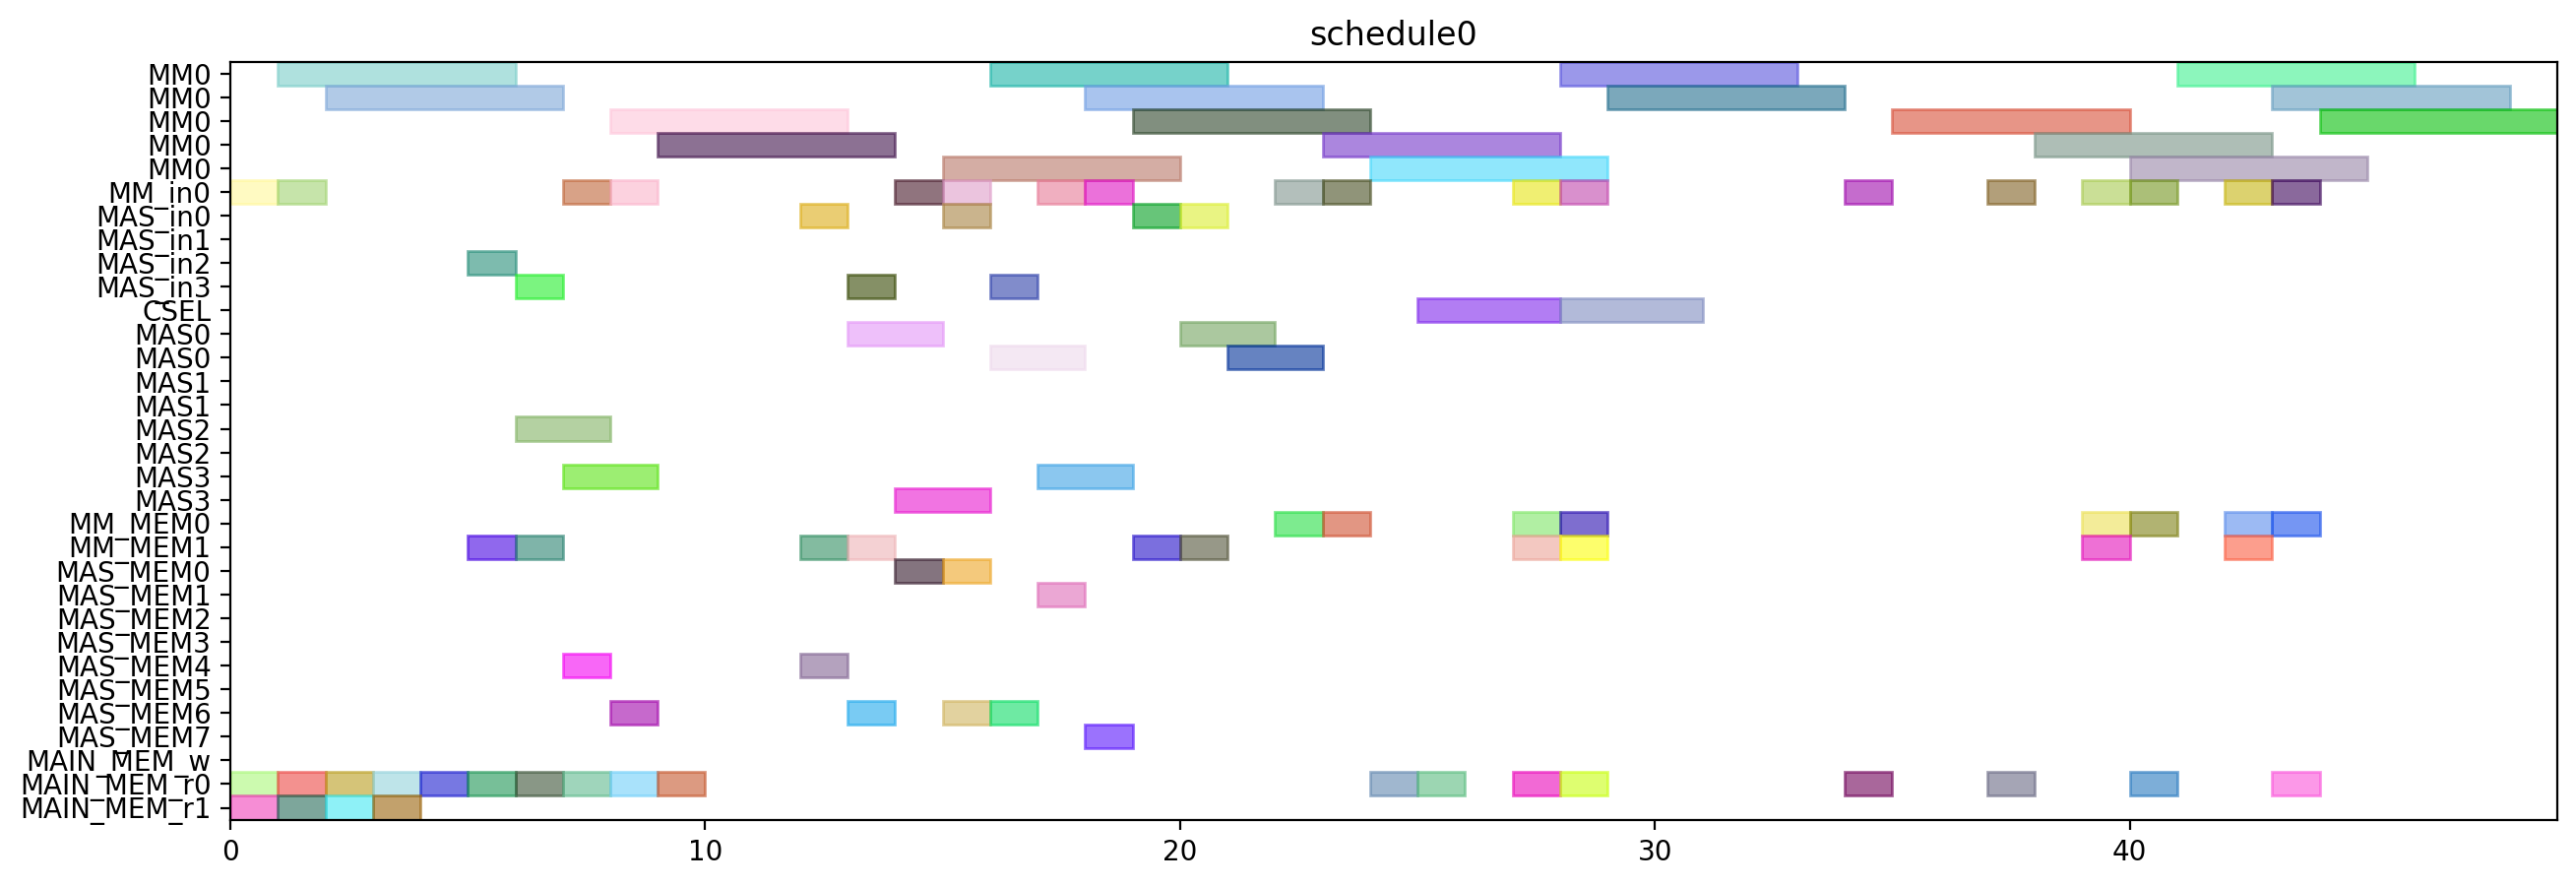 schedule0
MM0
MM0
MM0
MM0
MM0
MM_in0
MAS_in0
MAS_in1
MAS_in2
MAS_in3
CSEL
MAS0
MAS0
MAS1
MAS1
MAS2
MAS2
MAS3
MAS3
MM_MEM0
MM_MEM1
MAS_MEM0
MAS_MEM1
MAS_MEM2
MAS_MEM3
MAS_MEM4
MAS_MEM5
MAS_MEM6
MAS_MEM7
MAIN_MEM_w
MAIN_MEM_r0
MAIN_MEM_r1
0 10 20 30 40